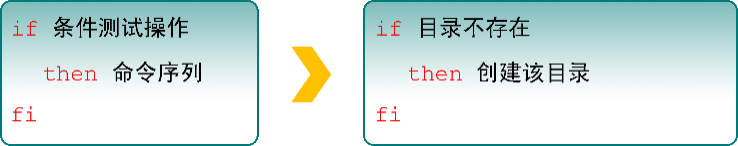 if 条件测试操作
then 命令序列
fi
if 目录不存在
then 创建该目录
fi